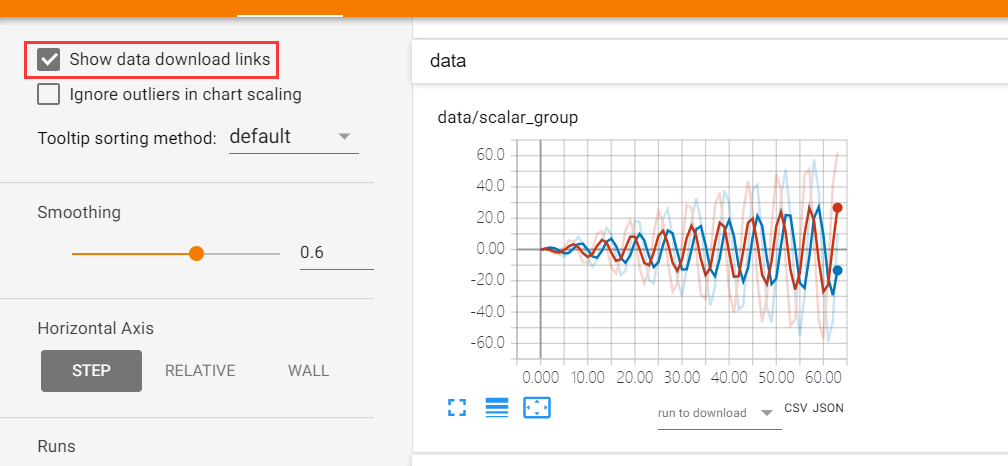 Show data download links
Ignore outliers in chart scaling
Tooltip sorting method: default
Smoothing
0.6
Horizontal Axis
STEP RELATIVE WALL
Runs
data
data/scalar_group
60.0
40.0
20.0
0.00
-20.0
-40.0
-60.0
0.000 10.00 20.00 30.00 40.00 50.00 60.00
run to download CSV JSON